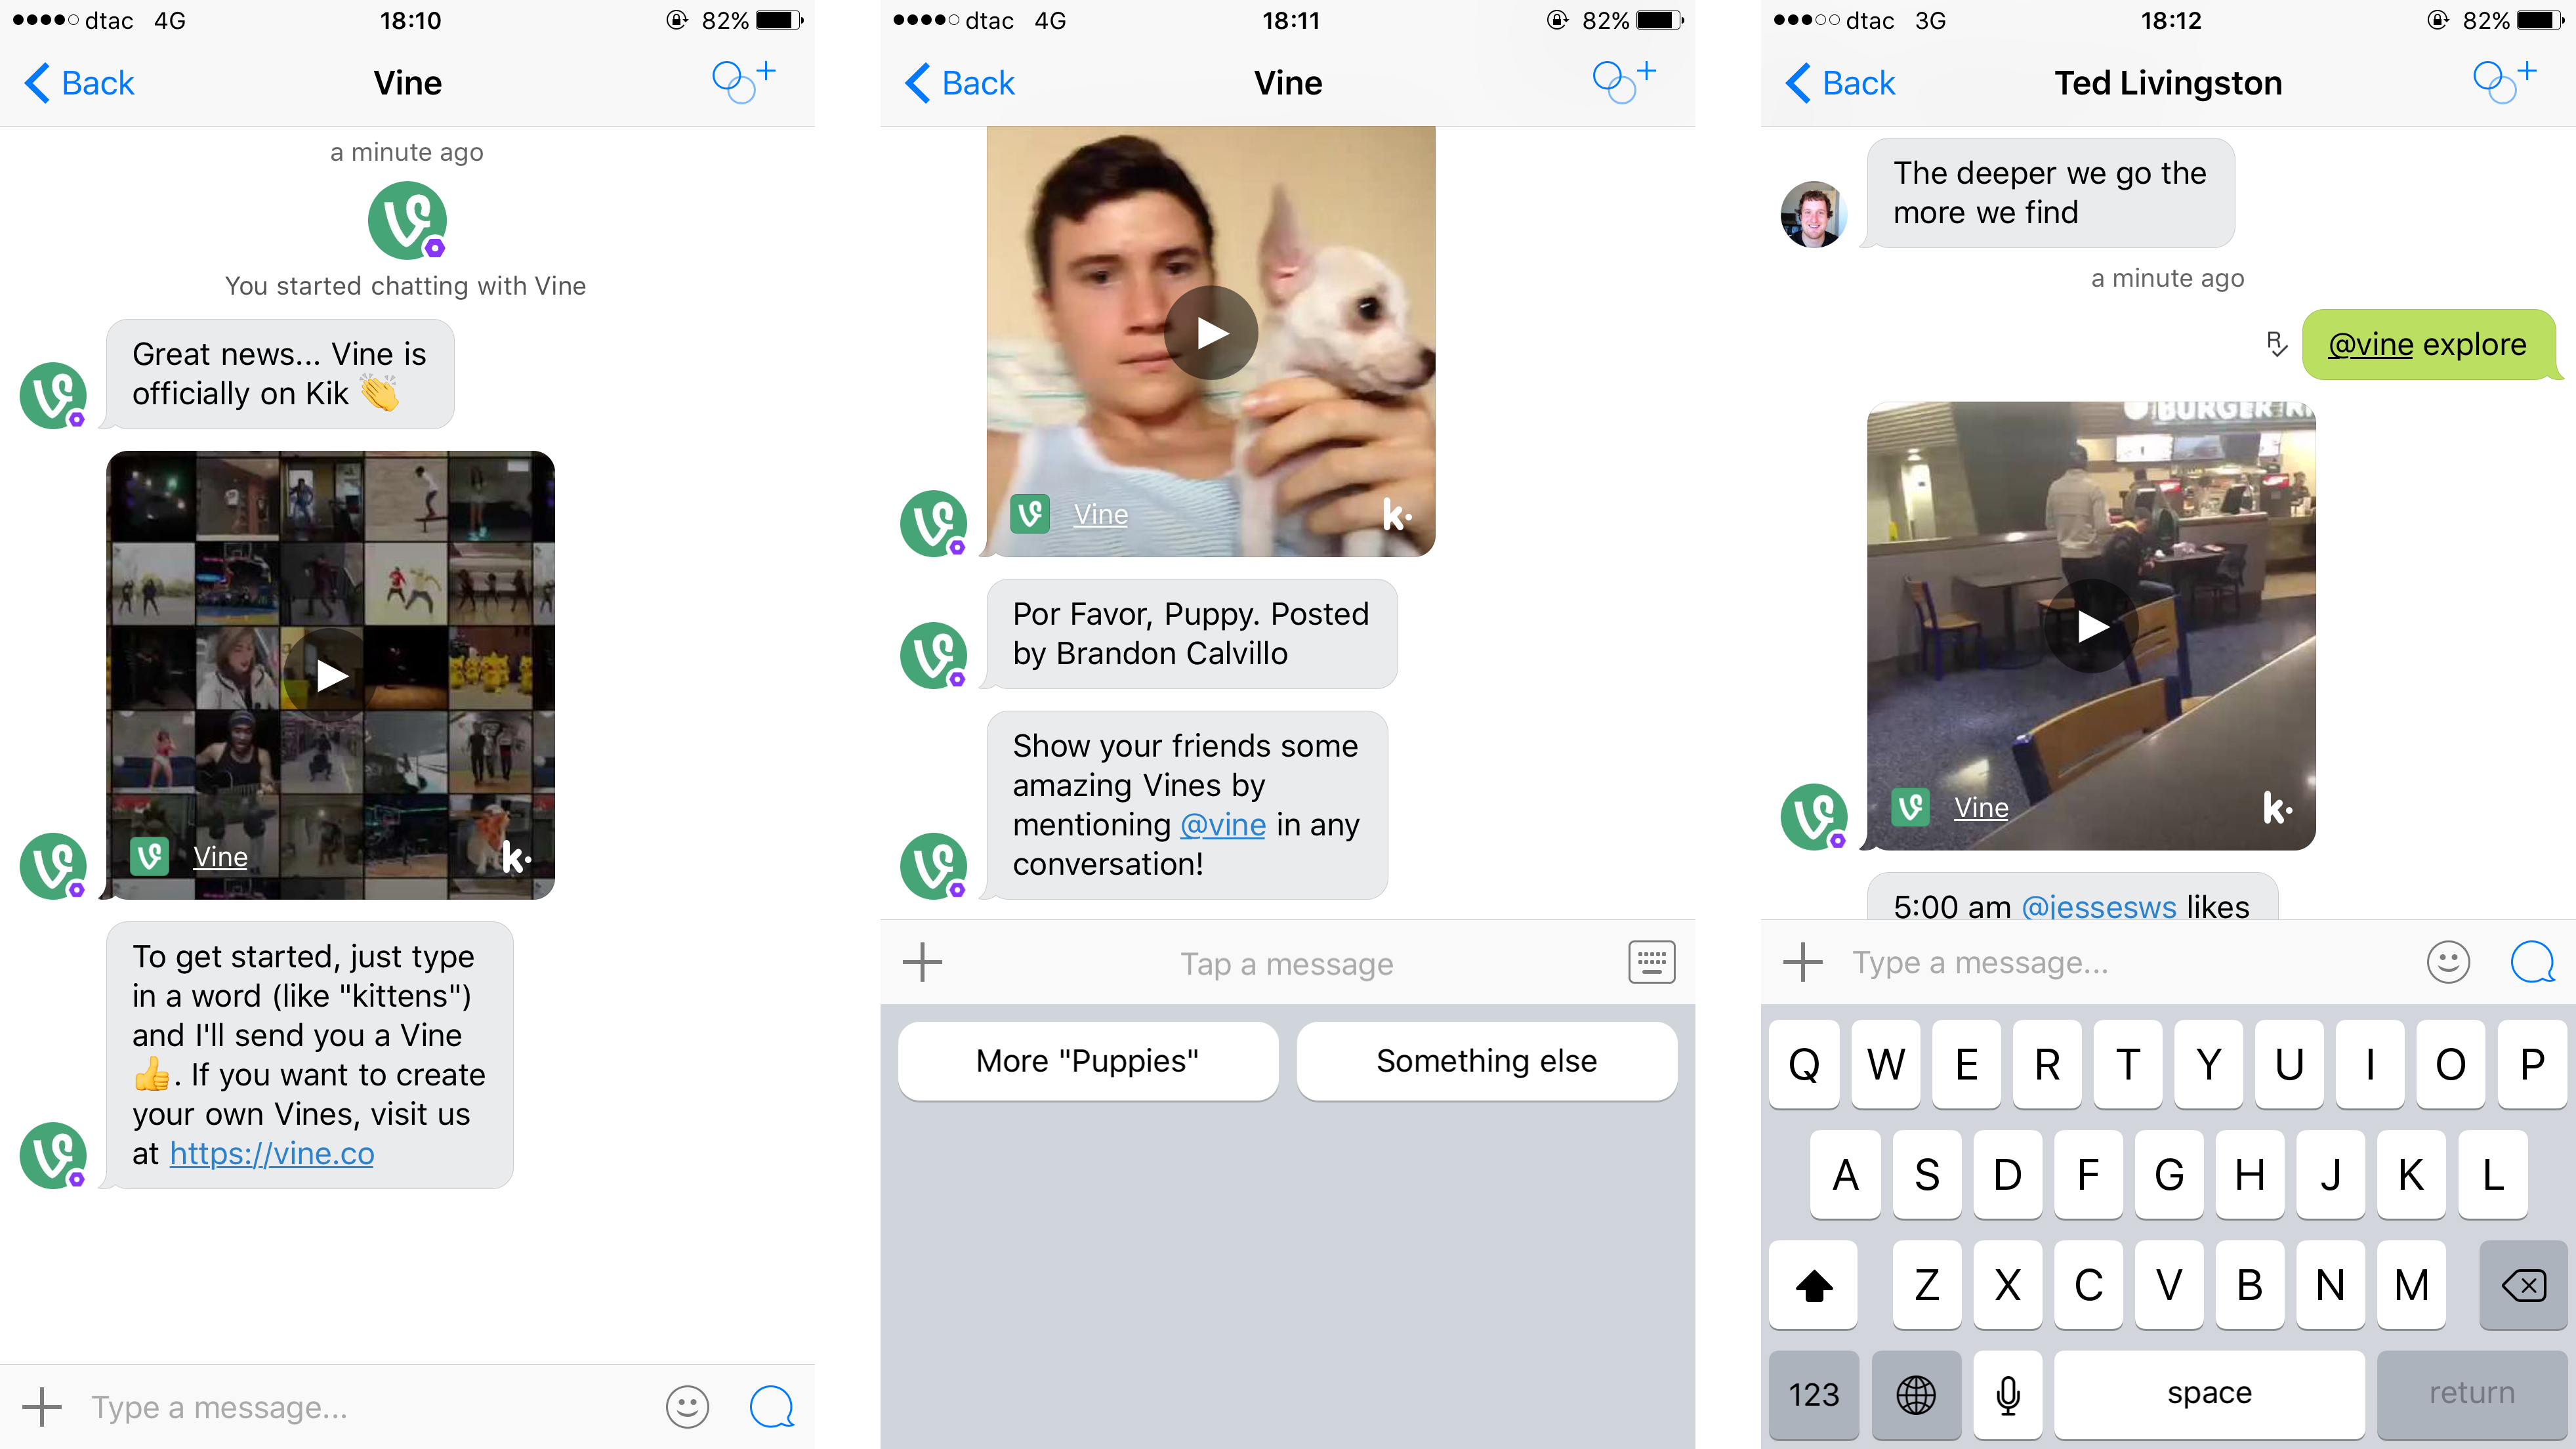 dtac 4G 18:10 82%
Back Vine
a minute ago
You started chatting with Vine
Great news... Vine is
officially on Kik 👏
Vine k·
To get started, just type
in a word (like "kittens")
and I'll send you a Vine
👍. If you want to create
your own Vines, visit us
at https://vine.co
Type a message...
dtac 4G 18:11 82%
Back Vine
Vine k·
Por Favor, Puppy. Posted
by Brandon Calvillo
Show your friends some
amazing Vines by
mentioning @vine in any
conversation!
Tap a message
More "Puppies" Something else
dtac 3G 18:12 82%
Back Ted Livingston
The deeper we go the
more we find
a minute ago
R @vine explore
BURGER
Vine k·
5:00 am @jessesws likes
Type a message...
Q W E R T Y U I O P
A S D F G H J K L
Z X C V B N M
123 space return